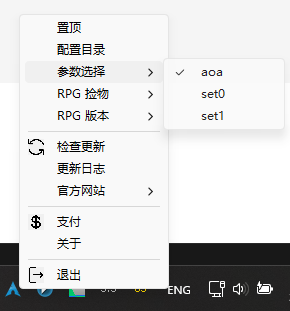 置顶
配置目录
参数选择
RPG 捡物
RPG 版本
检查更新
更新日志
官方网站
支付
关于
退出
aoa
set0
set1
ENG